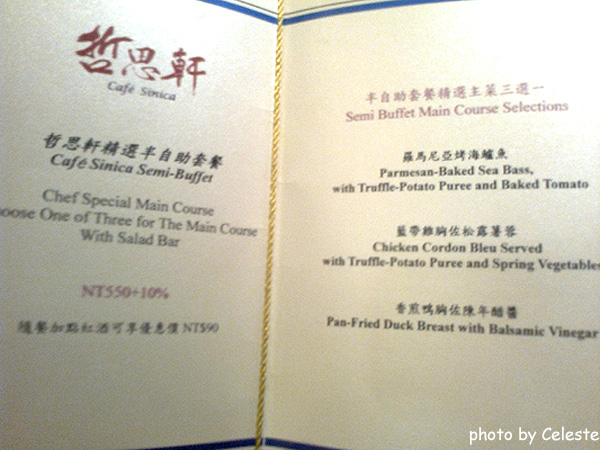 哲思軒
Café Sinica
哲思軒精選半自助套餐
Café Sinica Semi-Buffet
Chef Special Main Course
oose One of Three for The Main Course
With Salad Bar
NT550+10%
隨餐加點紅酒可享優惠價 NT$90
半自助套餐精選主菜三選一
Semi Buffet Main Course Selections
羅馬尼亞烤海鱸魚
Parmesan-Baked Sea Bass,
with Truffle-Potato Puree and Baked Tomato
藍帶雞胸佐松露薯蓉
Chicken Cordon Bleu Served
with Truffle-Potato Puree and Spring Vegetables
香煎鴨胸佐陳年醋醬
Pan-Fried Duck Breast with Balsamic Vinegar
photo by Celeste